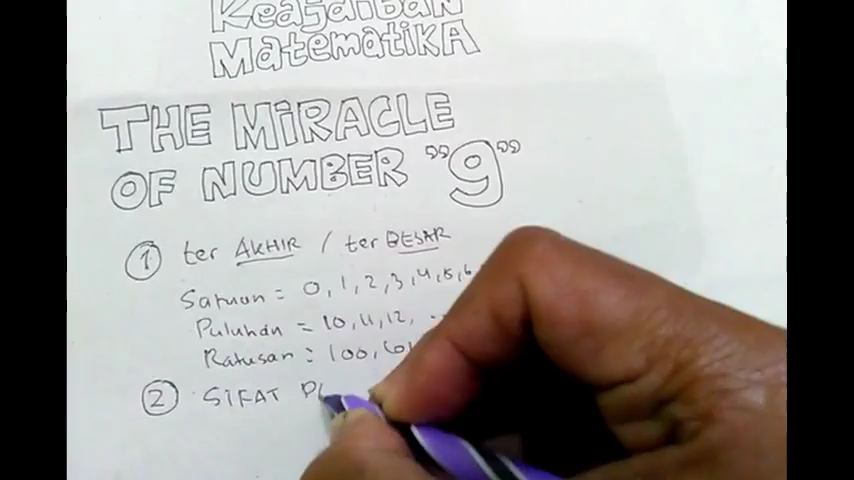 Keajaiban
MatematikA
THE MiRACLE
OF NUMBER "9"
1 ter AKHIR / ter BESAR
Satuan = 0, 1, 2, 3, 4, 5, 6
Puluhan = 10, 11, 12, ..
Ratusan = 100,
2 SIFAT